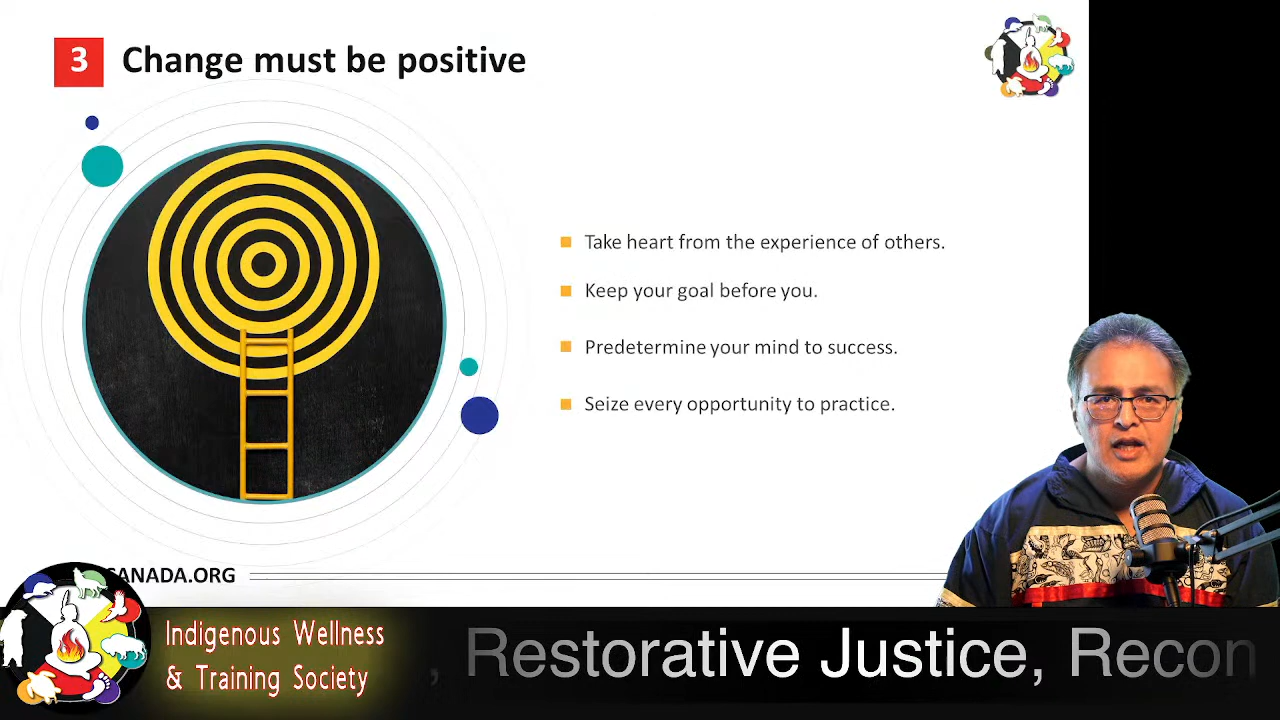 3 Change must be positive
Take heart from the experience of others.
Keep your goal before you.
Predetermine your mind to success.
Seize every opportunity to practice.
CANADA.ORG
Indigenous Wellness
& Training Society
, Restorative Justice, Recon